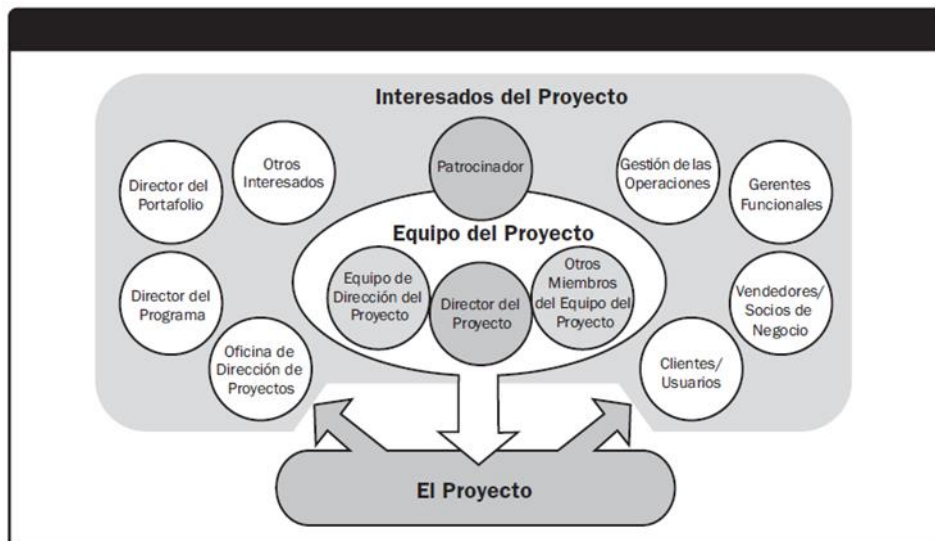 Interesados del Proyecto
Director del
Portafolio
Otros
Interesados
Patrocinador
Gestión de las
Operaciones
Gerentes
Funcionales
Equipo del Proyecto
Director del
Programa
Equipo de
Dirección del
Proyecto
Director del
Proyecto
Otros
Miembros
del Equipo del
Proyecto
Vendedores/
Socios de
Negocio
Oficina de
Dirección de
Proyectos
Clientes/
Usuarios
El Proyecto